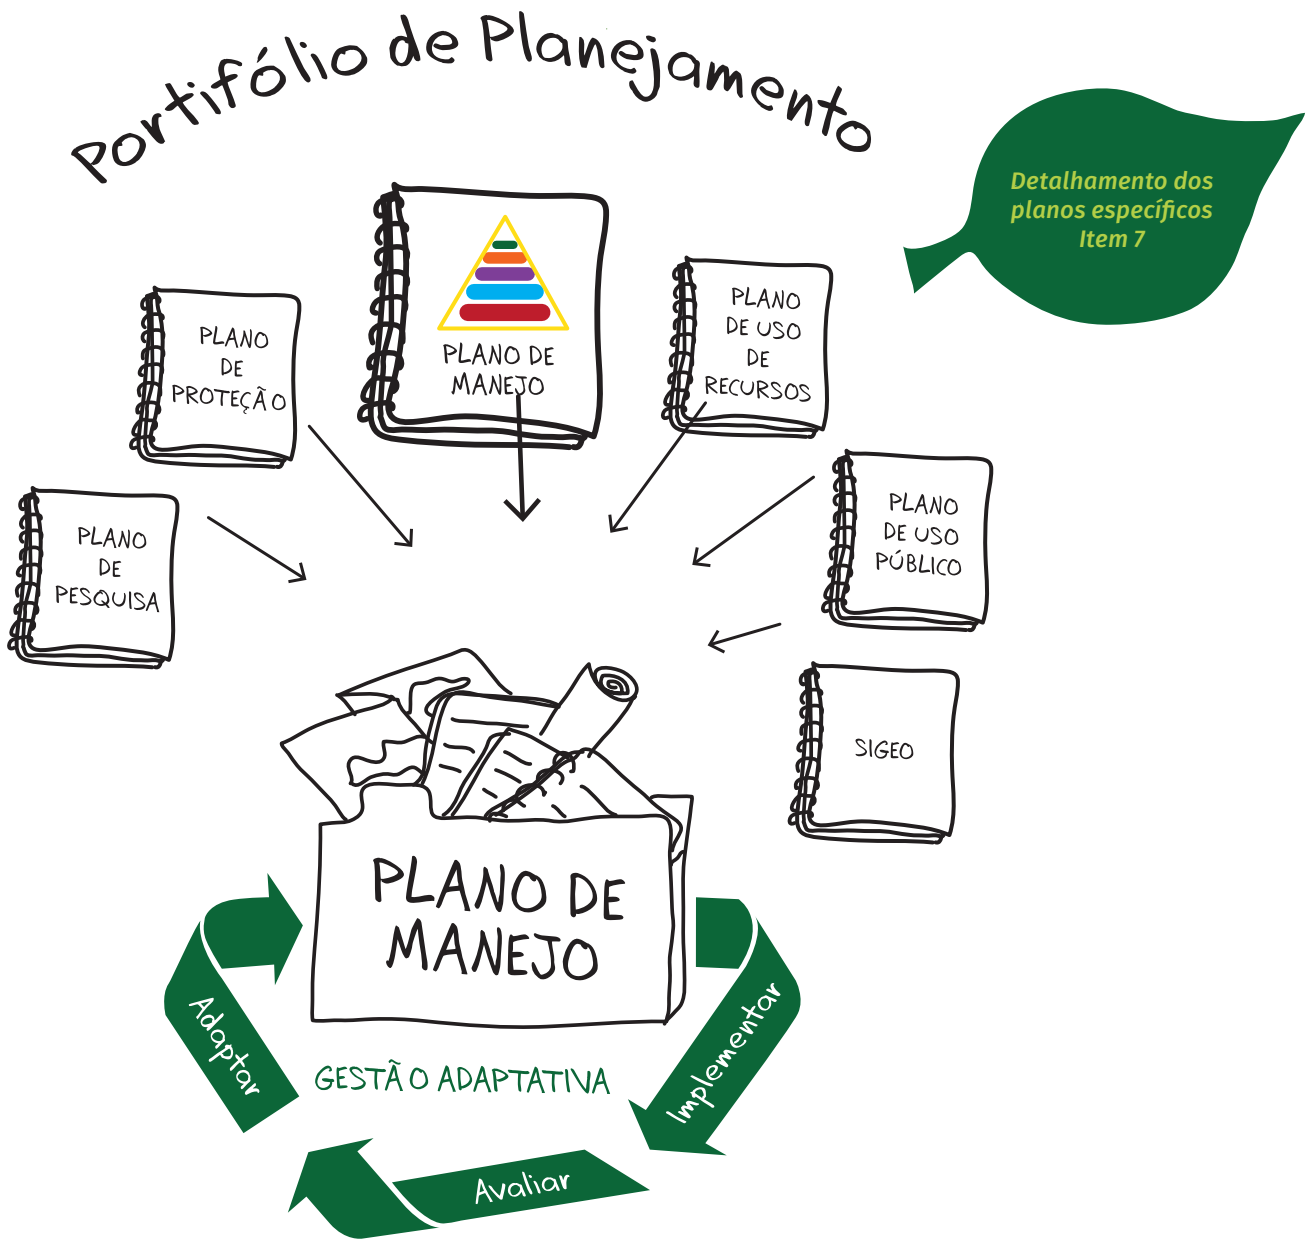 Portifólio de Planejamento
Detalhamento dos
planos específicos
Item 7
PLANO DE
MANEJO
PLANO
DE
PROTEÇÃO
PLANO
DE USO
DE
RECURSOS
PLANO
DE
PESQUISA
PLANO
DE USO
PÚBLICO
SIGEO
PLANO DE
MANEJO
Adaptar
Implementar
GESTÃO ADAPTATIVA
Avaliar